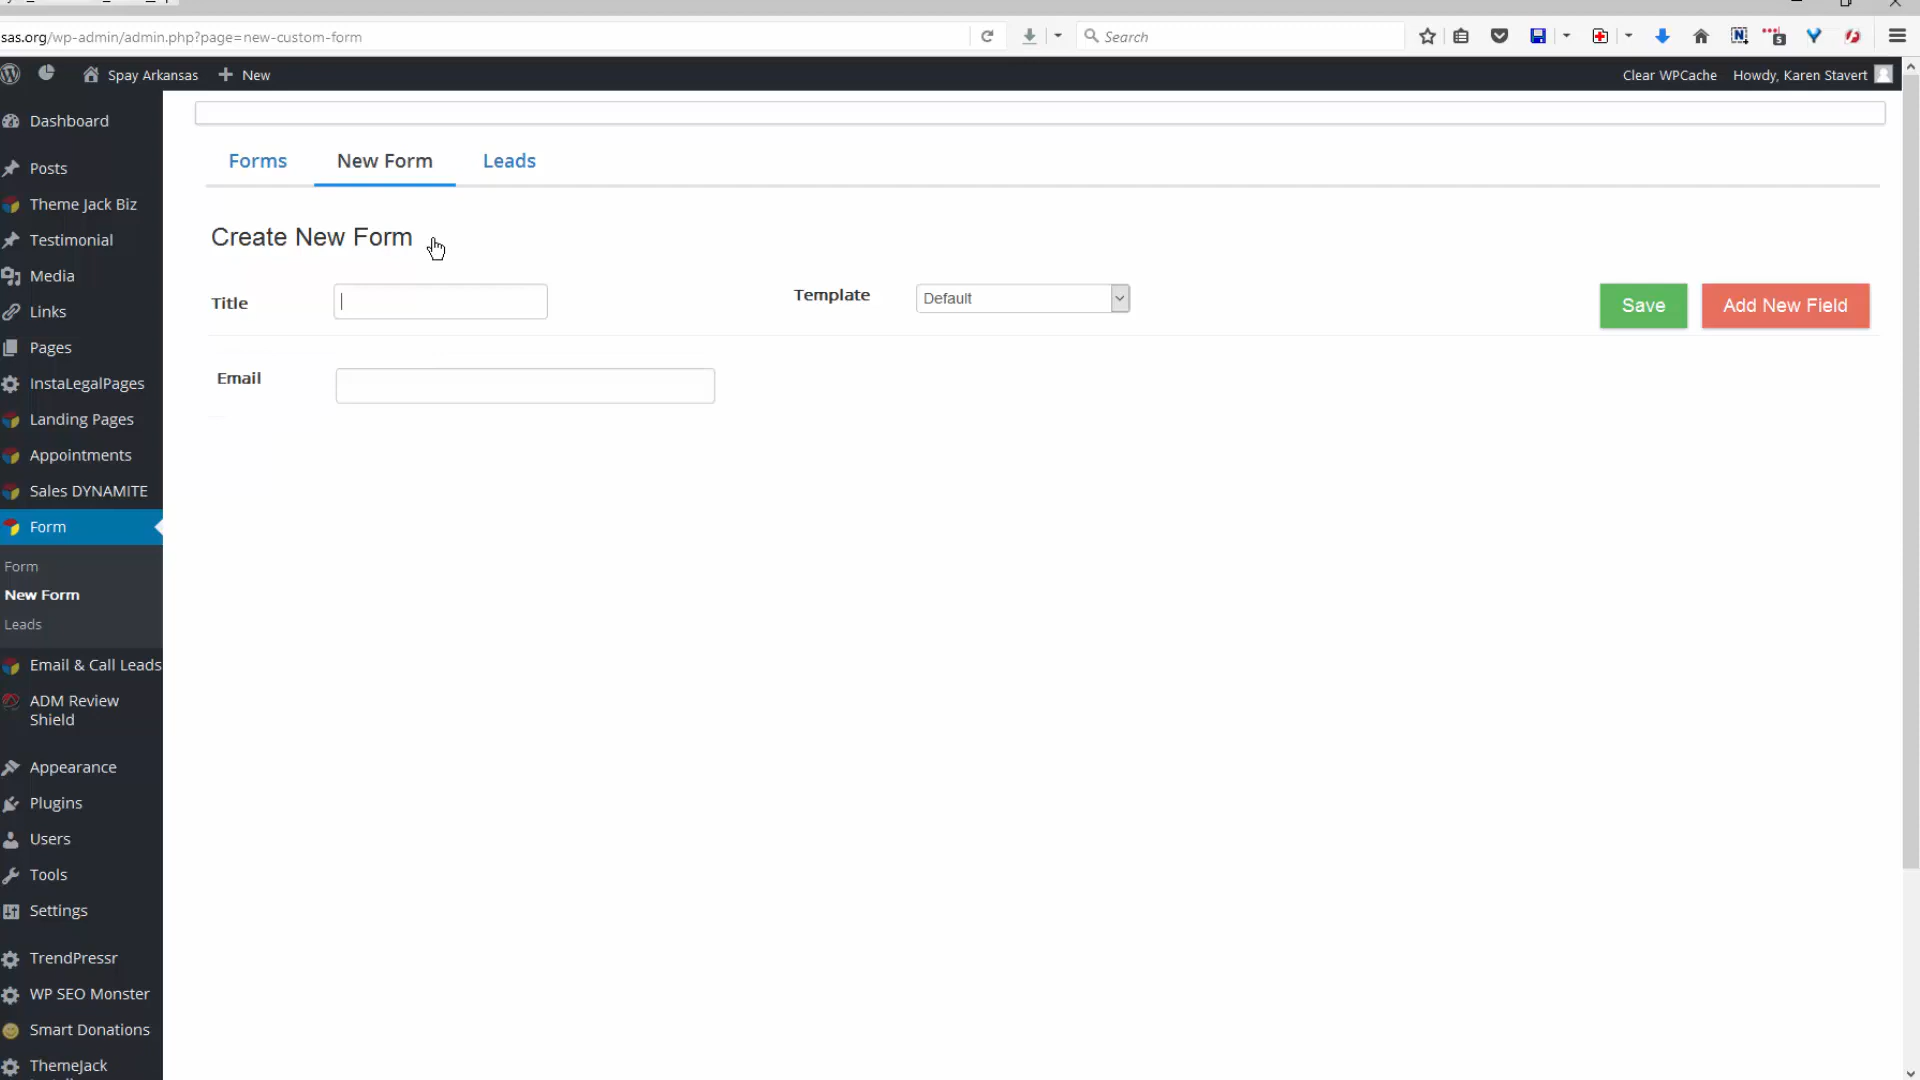 sas.org/wp-admin/admin.php?page=new-custom-form
Search
Spay Arkansas
New
Clear WPCache
Howdy, Karen Stavert
Dashboard
Posts
Theme Jack Biz
Testimonial
Media
Links
Pages
InstaLegalPages
Landing Pages
Appointments
Sales DYNAMITE
Form
Form
New Form
Leads
Email & Call Leads
ADM Review
Shield
Appearance
Plugins
Users
Tools
Settings
TrendPressr
WP SEO Monster
Smart Donations
ThemeJack
Forms
New Form
Leads
Create New Form
Title
Template
Default
Save
Add New Field
Email